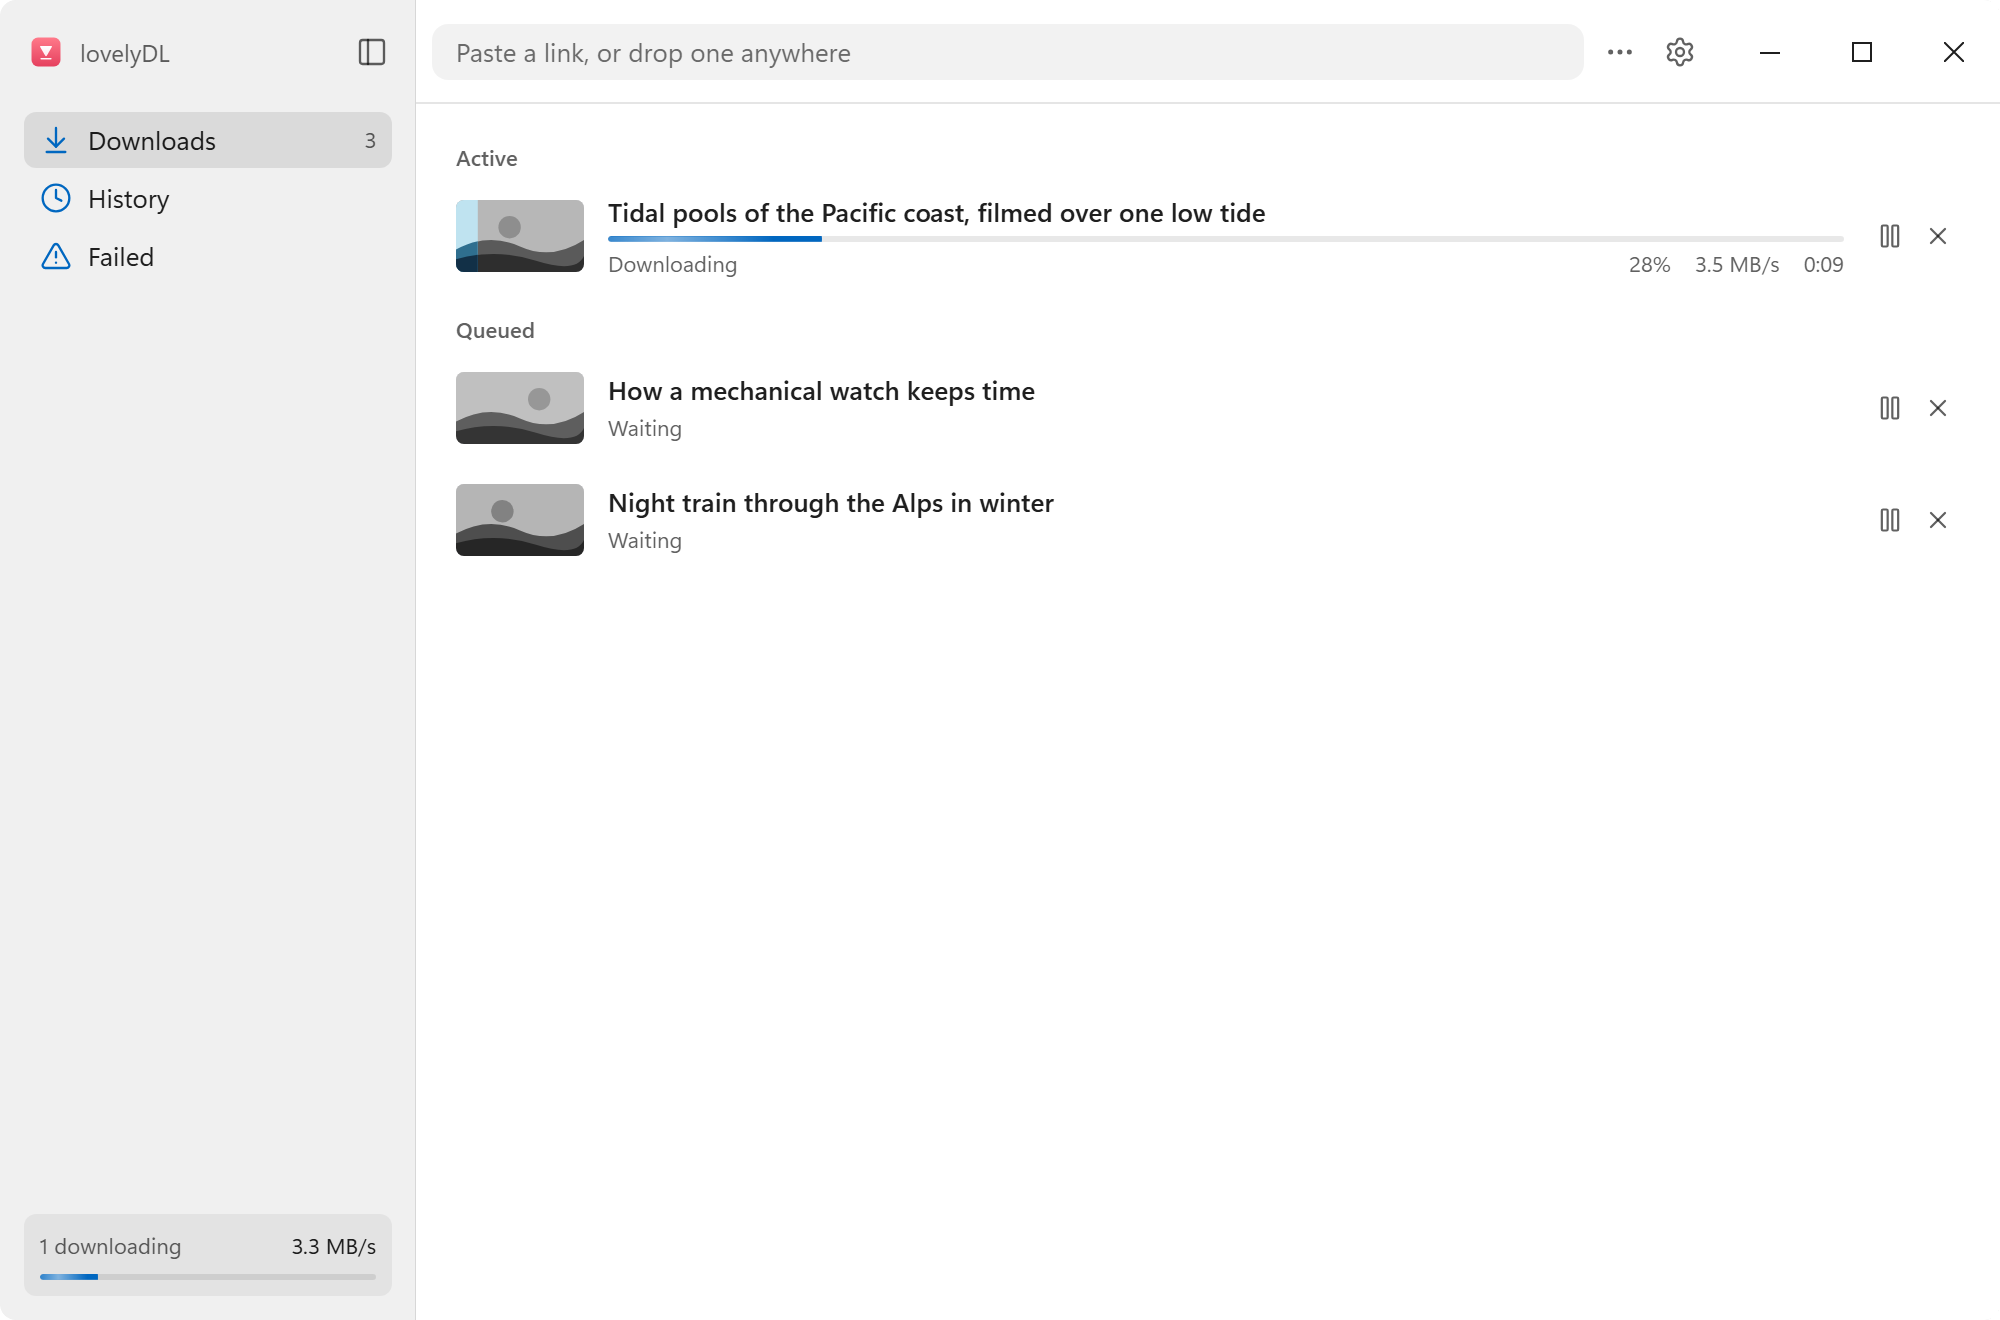 lovelyDL
Paste a link, or drop one anywhere
Downloads 3
History
Failed
Active
Tidal pools of the Pacific coast, filmed over one low tide
Downloading 28% 3.5 MB/s 0:09
Queued
How a mechanical watch keeps time
Waiting
Night train through the Alps in winter
Waiting
1 downloading 3.3 MB/s